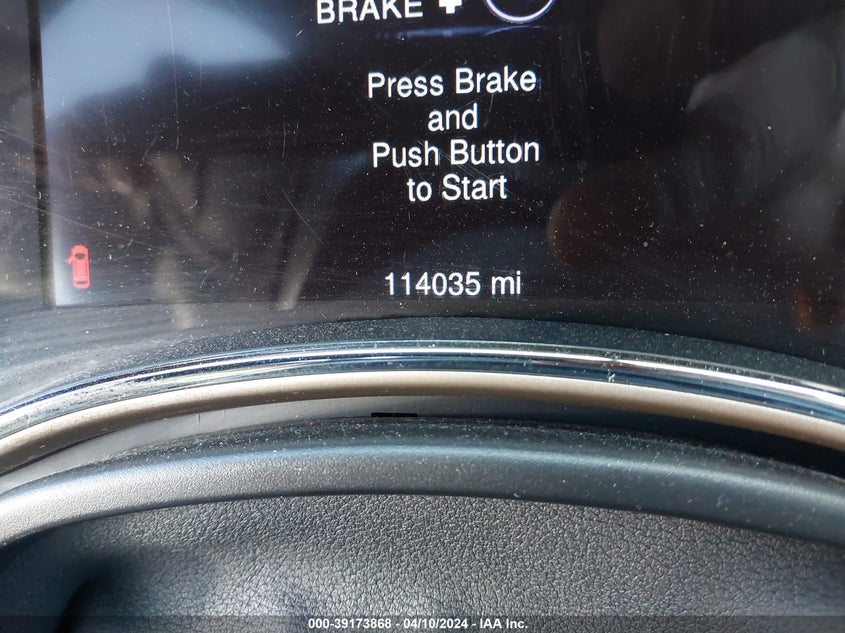 BRAKE +
Press Brake
and
Push Button
to Start
114035 mi
000-39173868 - 04/10/2024 - IAA Inc.